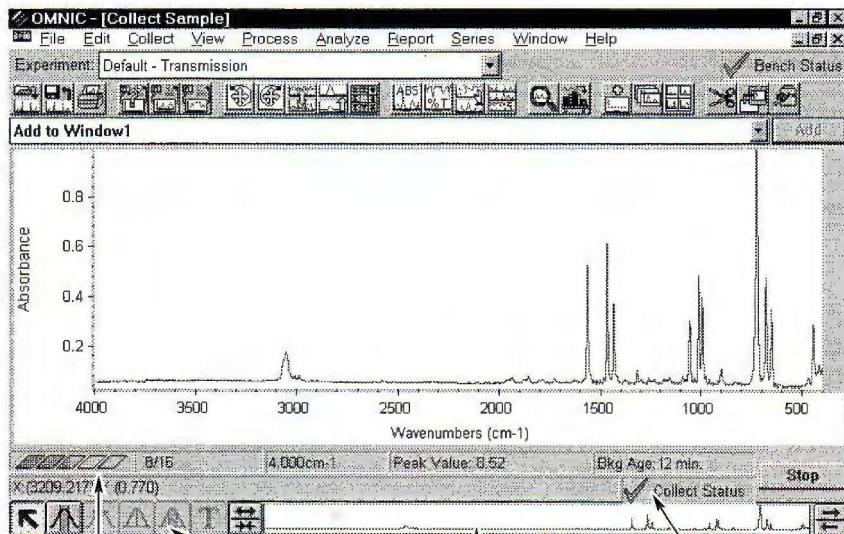 OMNIC - [Collect Sample]
File Edit Collect View Process Analyze Report Series Window Help
Experiment: Default - Transmission Bench Status
ABS %T
Add to Window1 Add
Absorbance
0.8
0.6
0.4
0.2
4000 3500 3000 2500 2000 1500 1000 500
Wavenumbers (cm-1)
8/16 4.000cm-1 Peak Value: 8.52 Bkg Age: 12 min.
Stop
(0.770) Collect Status
T